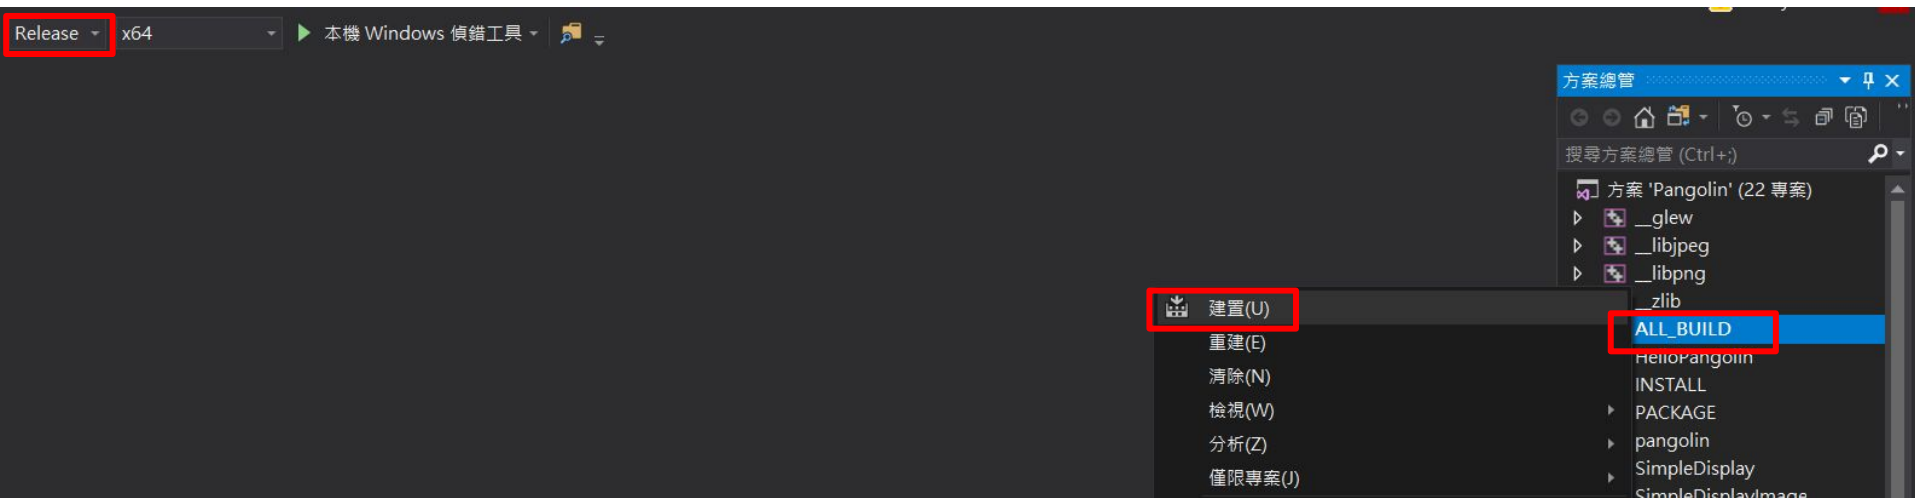 Release x64 本機 Windows 偵錯工具
方案總管
搜尋方案總管 (Ctrl+;)
方案 'Pangolin' (22 專案)
__glew
__libjpeg
__libpng
__zlib
ALL_BUILD
HelloPangolin
INSTALL
PACKAGE
pangolin
SimpleDisplay
SimpleDisplayImage
建置(U)
重建(E)
清除(N)
檢視(W)
分析(Z)
僅限專案(J)